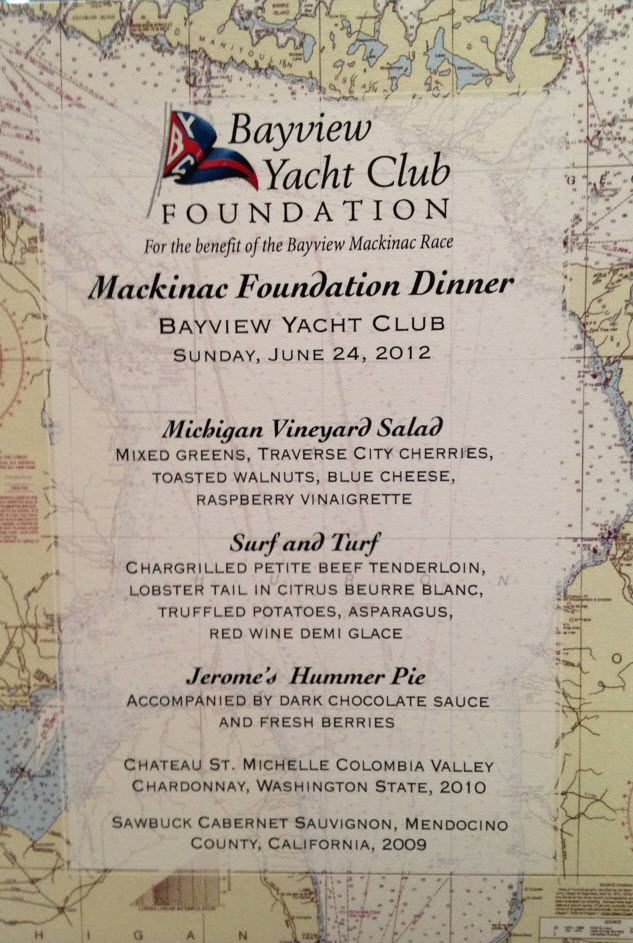 YBC
Bayview
Yacht Club
FOUNDATION
For the benefit of the Bayview Mackinac Race
Mackinac Foundation Dinner
BAYVIEW YACHT CLUB
SUNDAY, JUNE 24, 2012
Michigan Vineyard Salad
MIXED GREENS, TRAVERSE CITY CHERRIES,
TOASTED WALNUTS, BLUE CHEESE,
RASPBERRY VINAIGRETTE
Surf and Turf
CHARGRILLED PETITE BEEF TENDERLOIN,
LOBSTER TAIL IN CITRUS BEURRE BLANC,
TRUFFLED POTATOES, ASPARAGUS,
RED WINE DEMI GLACE
Jerome's Hummer Pie
ACCOMPANIED BY DARK CHOCOLATE SAUCE
AND FRESH BERRIES
CHATEAU ST. MICHELLE COLOMBIA VALLEY
CHARDONNAY, WASHINGTON STATE, 2010
SAWBUCK CABERNET SAUVIGNON, MENDOCINO
COUNTY, CALIFORNIA, 2009
H I G A N